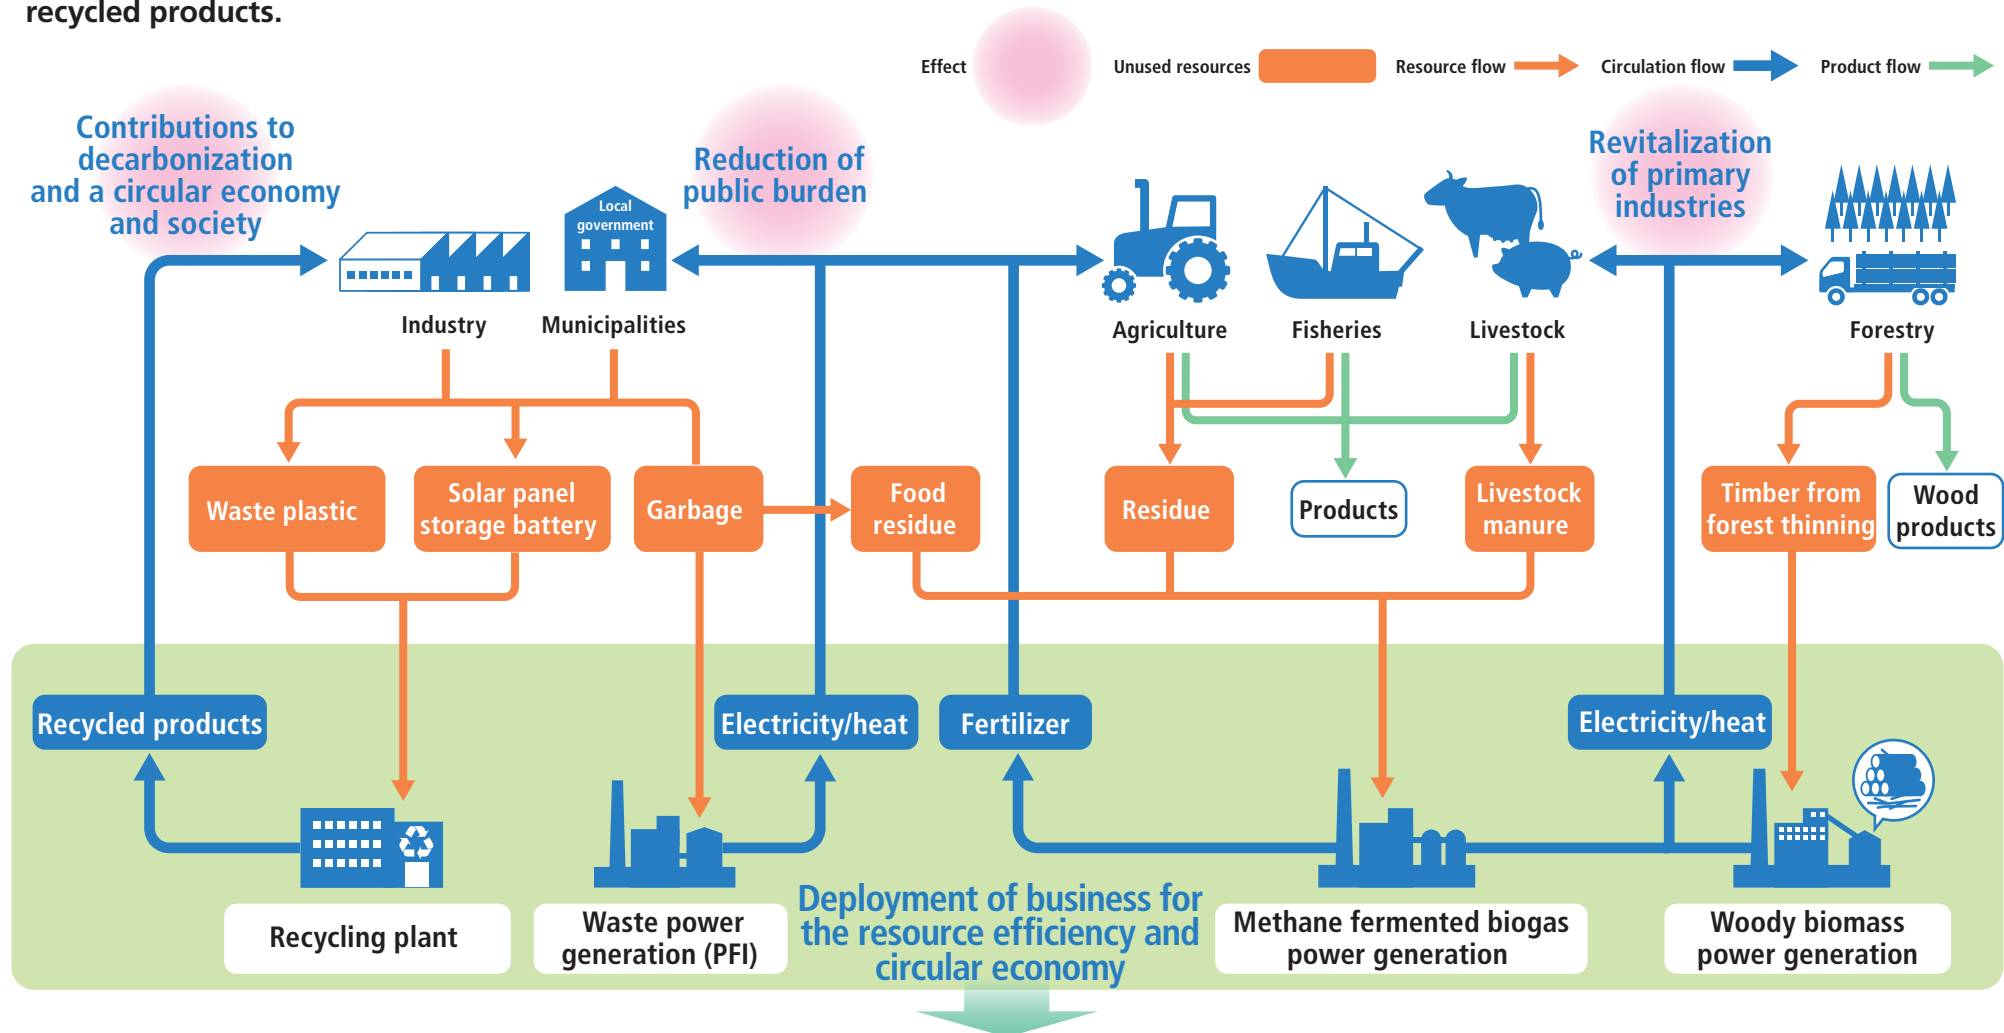 recycled products.
Effect
Unused resources
Resource flow
Circulation flow
Product flow
Contributions to
decarbonization
and a circular economy
and society
Reduction of
public burden
Revitalization
of primary
industries
Local
government
Industry
Municipalities
Agriculture
Fisheries
Livestock
Forestry
Waste plastic
Solar panel
storage battery
Garbage
Food
residue
Residue
Products
Livestock
manure
Timber from
forest thinning
Wood
products
Recycled products
Electricity/heat
Fertilizer
Electricity/heat
Recycling plant
Waste power
generation (PFI)
Deployment of business for
the resource efficiency and
circular economy
Methane fermented biogas
power generation
Woody biomass
power generation